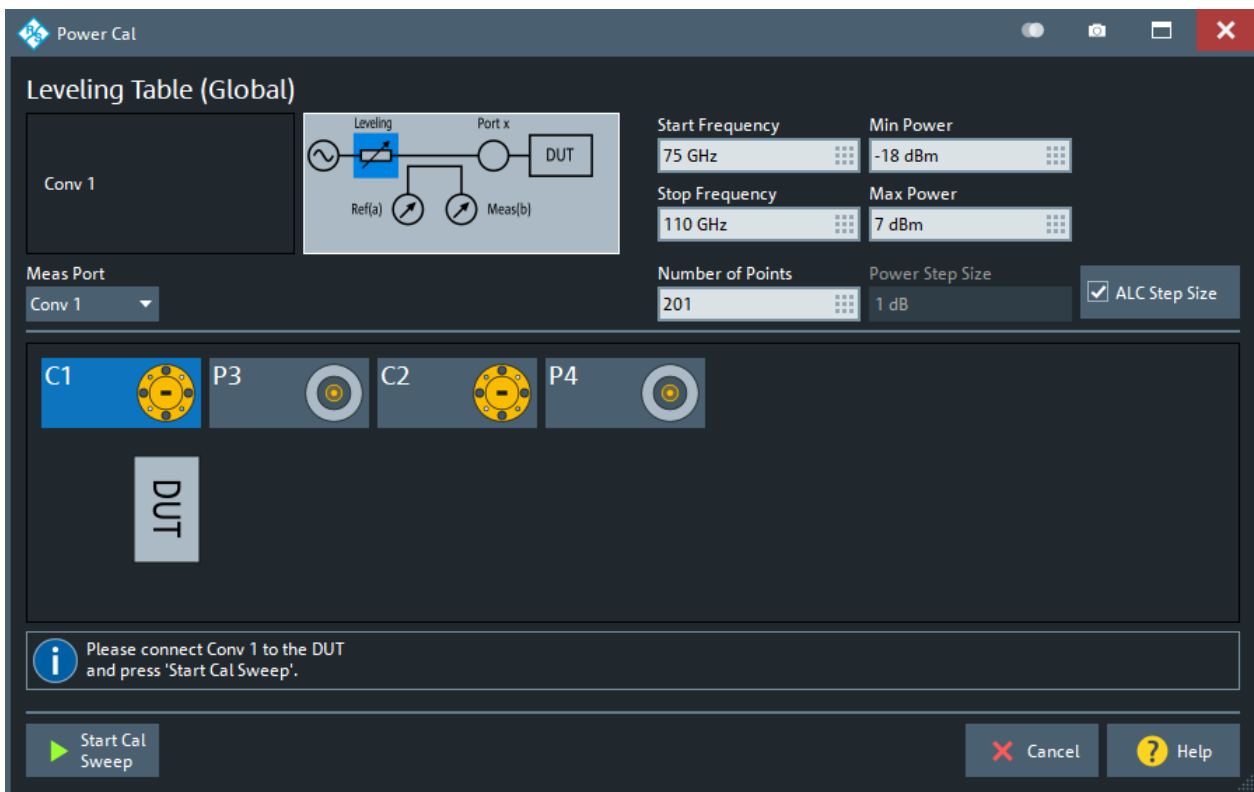 Power Cal
Leveling Table (Global)
Conv 1
Leveling
Port x
DUT
Ref(a)
Meas(b)
Start Frequency
Min Power
75 GHz
-18 dBm
Stop Frequency
Max Power
110 GHz
7 dBm
Meas Port
Conv 1
Number of Points
Power Step Size
201
1 dB
ALC Step Size
C1
P3
C2
P4
DUT
Please connect Conv 1 to the DUT
and press 'Start Cal Sweep'.
Start Cal
Sweep
Cancel
Help